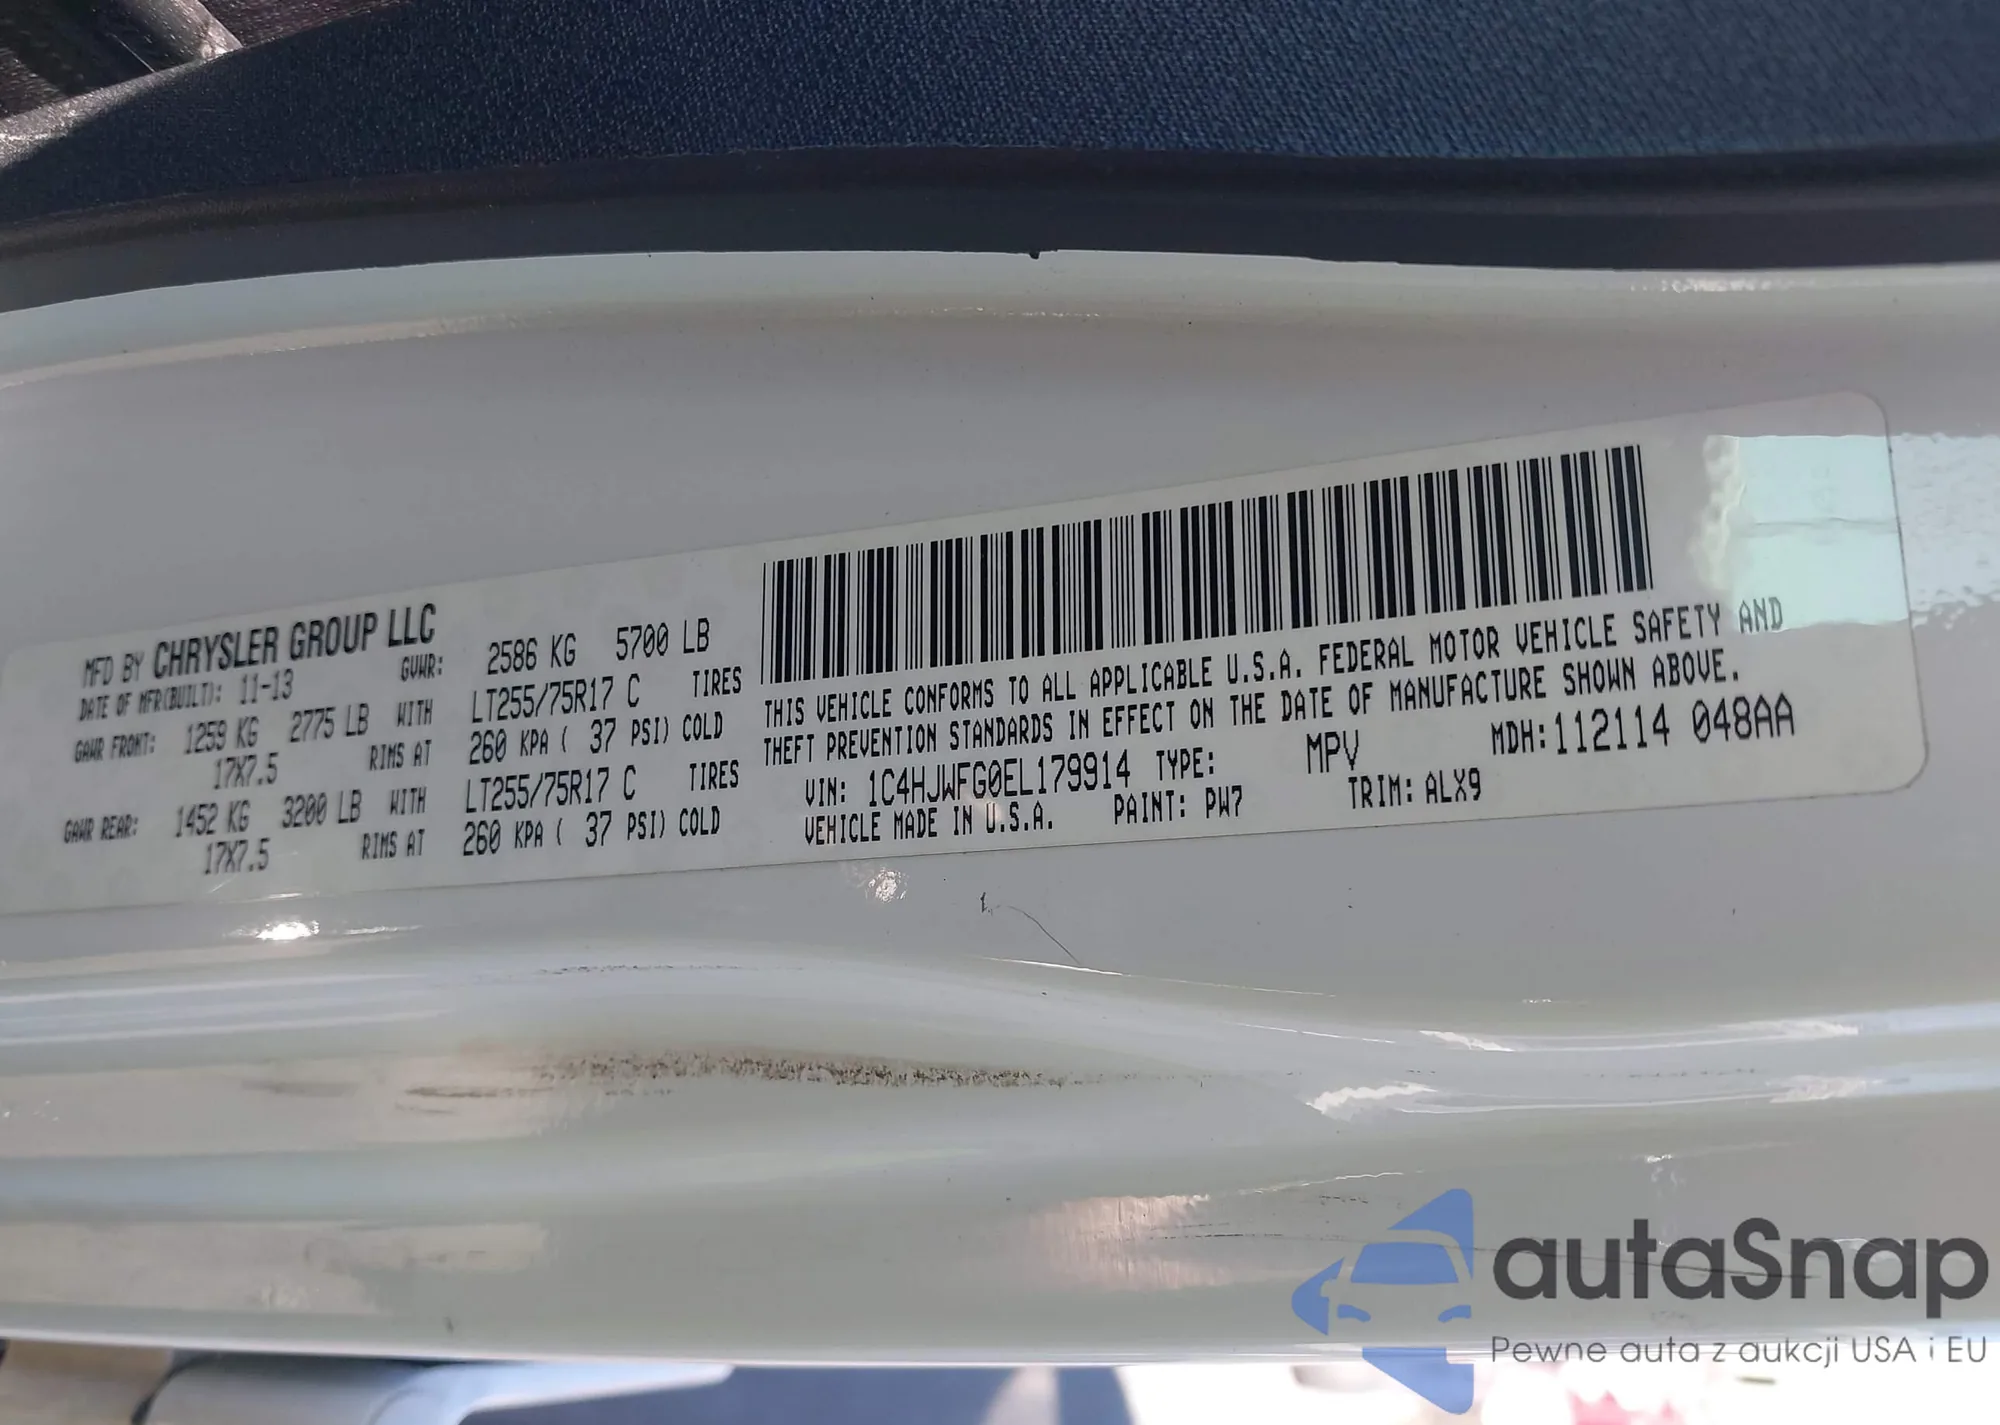 MFD BY CHRYSLER GROUP LLC
DATE OF MFR(BUILT): 11-13 GVWR: 2586 KG 5700 LB
GAWR FRONT: 1259 KG 2775 LB WITH LT255/75R17 C TIRES
17X7.5 RIMS AT 260 KPA ( 37 PSI) COLD
GAWR REAR: 1452 KG 3200 LB WITH LT255/75R17 C TIRES
17X7.5 RIMS AT 260 KPA ( 37 PSI) COLD
THIS VEHICLE CONFORMS TO ALL APPLICABLE U.S.A. FEDERAL MOTOR VEHICLE SAFETY AND
THEFT PREVENTION STANDARDS IN EFFECT ON THE DATE OF MANUFACTURE SHOWN ABOVE.
VIN: 1C4HJWFG0EL179914 TYPE: MPV MDH:112114 048AA
VEHICLE MADE IN U.S.A. PAINT: PW7 TRIM: ALX9
autaSnap
Pewne auta z aukcji USA i EU